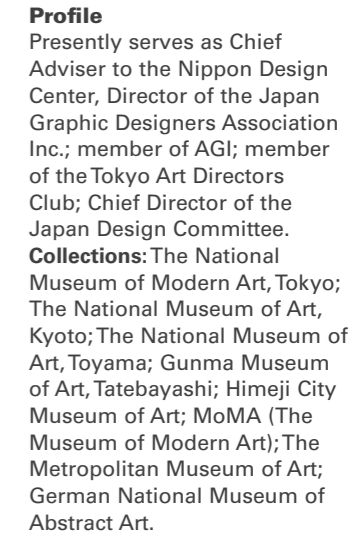 Profile
Presently serves as Chief
Adviser to the Nippon Design
Center, Director of the Japan
Graphic Designers Association
Inc.; member of AGI; member
of the Tokyo Art Directors
Club; Chief Director of the
Japan Design Committee.
Collections: The National
Museum of Modern Art, Tokyo;
The National Museum of Art,
Kyoto; The National Museum of
Art, Toyama; Gunma Museum
of Art, Tatebayashi; Himeji City
Museum of Art; MoMA (The
Museum of Modern Art); The
Metropolitan Museum of Art;
German National Museum of
Abstract Art.